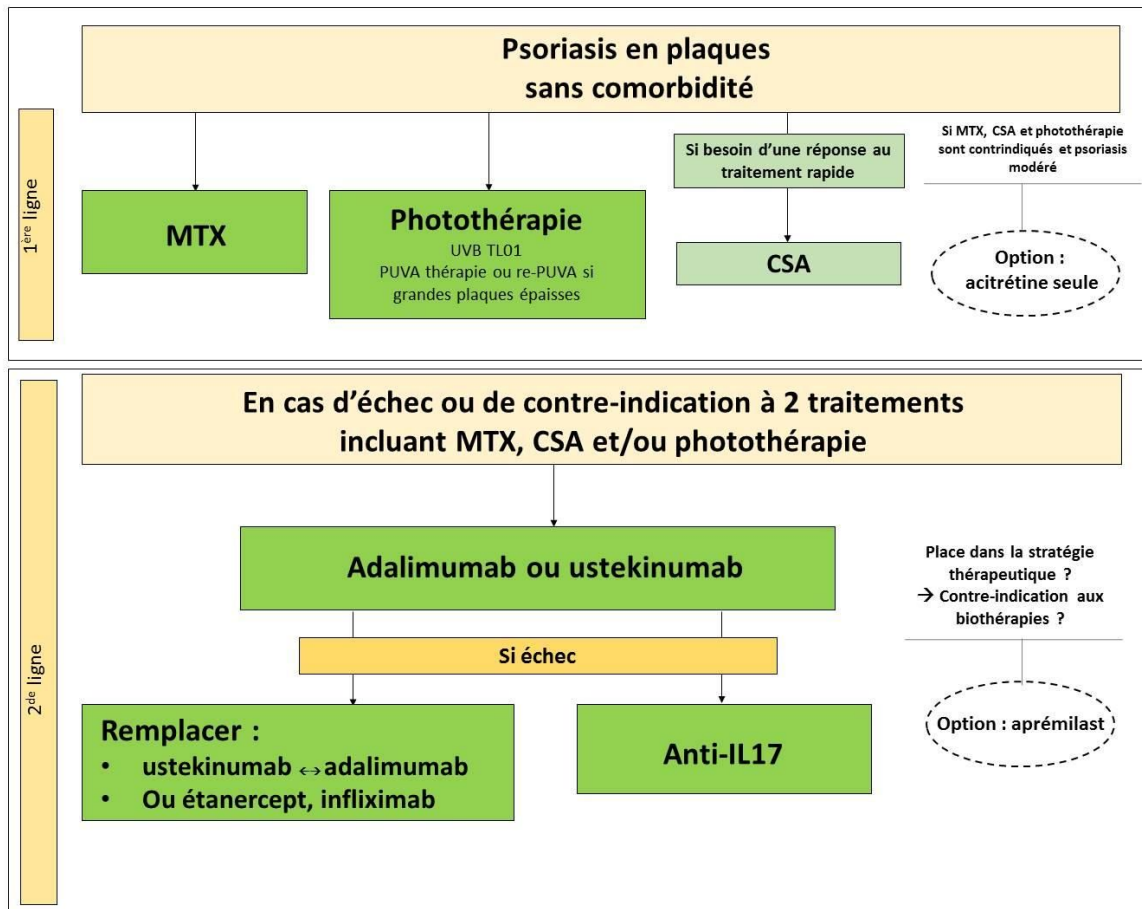 Psoriasis en plaques
sans comorbidité
1ère ligne
MTX
Photothérapie
UVB TL01
PUVA thérapie ou re-PUVA si
grandes plaques épaisses
Si besoin d’une réponse au
traitement rapide
CSA
Si MTX, CSA et photothérapie
sont contrindiqués et psoriasis
modéré
Option :
acitrétine seule
2de ligne
En cas d’échec ou de contre-indication à 2 traitements
incluant MTX, CSA et/ou photothérapie
Adalimumab ou ustekinumab
Si échec
Remplacer :
• ustekinumab ↔ adalimumab
• Ou étanercept, infliximab
Anti-IL17
Place dans la stratégie
thérapeutique ?
→ Contre-indication aux
biothérapies ?
Option : aprémilast